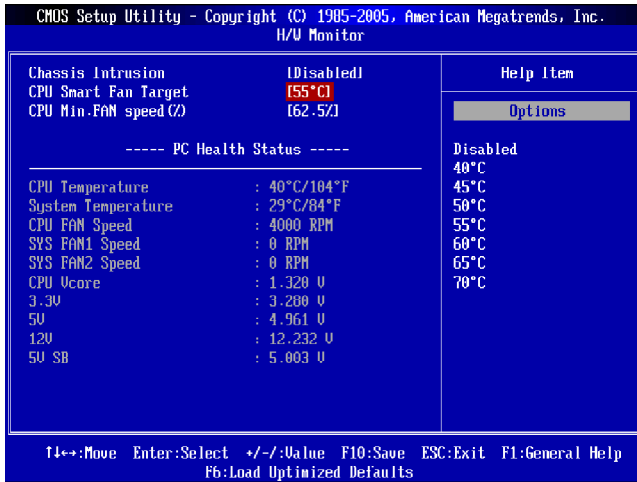 CMOS Setup Utility - Copyright (C) 1985-2005, American Megatrends, Inc.
H/W Monitor
Chassis Intrusion [Disabled]
CPU Smart Fan Target [55°C]
CPU Min.FAN speed(%) [62.5%]
----- PC Health Status -----
CPU Temperature : 40°C/104°F
System Temperature : 29°C/84°F
CPU FAN Speed : 4000 RPM
SYS FAN1 Speed : 0 RPM
SYS FAN2 Speed : 0 RPM
CPU Vcore : 1.320 V
3.3V : 3.280 V
5V : 4.961 V
12V : 12.232 V
5V SB : 5.003 V
Help Item
Options
Disabled
40°C
45°C
50°C
55°C
60°C
65°C
70°C
↑↓←→:Move Enter:Select +/-/:Value F10:Save ESC:Exit F1:General Help
F6:Load Optimized Defaults